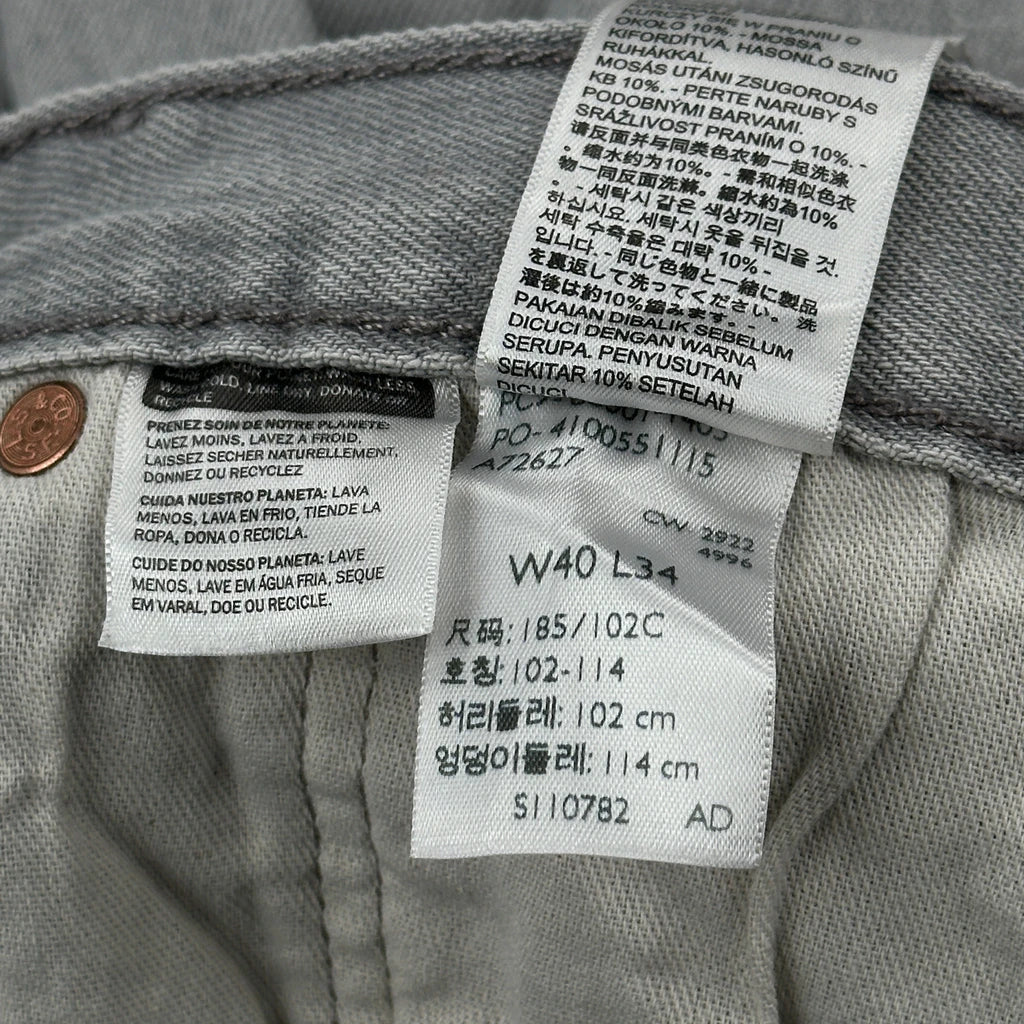 & CO
RECYCLE
PRENEZ SOIN DE NOTRE PLANÈTE:
LAVEZ MOINS, LAVEZ A FROID,
LAISSEZ SECHER NATURELLEMENT,
DONNEZ OU RECYCLEZ
CUIDA NUESTRO PLANETA: LAVA
MENOS, LAVA EN FRIO, TIENDE LA
ROPA, DONA O RECICLA.
CUIDE DO NOSSO PLANETA: LAVE
MENOS, LAVE EM ÁGUA FRIA, SEQUE
EM VARAL, DOE OU RECICLE.
KURCZY SIĘ W PRANIU O
OKOŁO 10%. - MOSSA
KIFORDÍTVA, HASONLÓ SZÍNŰ
RUHÁKKAL.
MOSÁS UTÁNI ZSUGORODÁS
KB 10%. - PERTE NARUBY S
PODOBNÝMI BARVAMI.
SRÁŽLIVOST PRANÍM O 10%. -
请反面并与同类色衣物一起洗涤
。缩水约为10%。- 需和相似色衣
物一同反面洗滌。縮水約為10%
。- 세탁시 같은 색상끼리
하십시요. 세탁시 옷을 뒤집을 것.
세탁 수축율은 대략 10% -
입니다. - 同じ色物と一緒に製品
を裏返して洗ってください。洗
濯後は約10%縮みます。-
PAKAIAN DIBALIK SEBELUM
DICUCI DENGAN WARNA
SERUPA. PENYUSUTAN
SEKITAR 10% SETELAH
DICUCI
PO- 4100551115
A72627
CW 2922
4996
W40 L34
尺码: 185/102C
호칭: 102-114
허리둘레: 102 cm
엉덩이둘레: 114 cm
S110782 AD